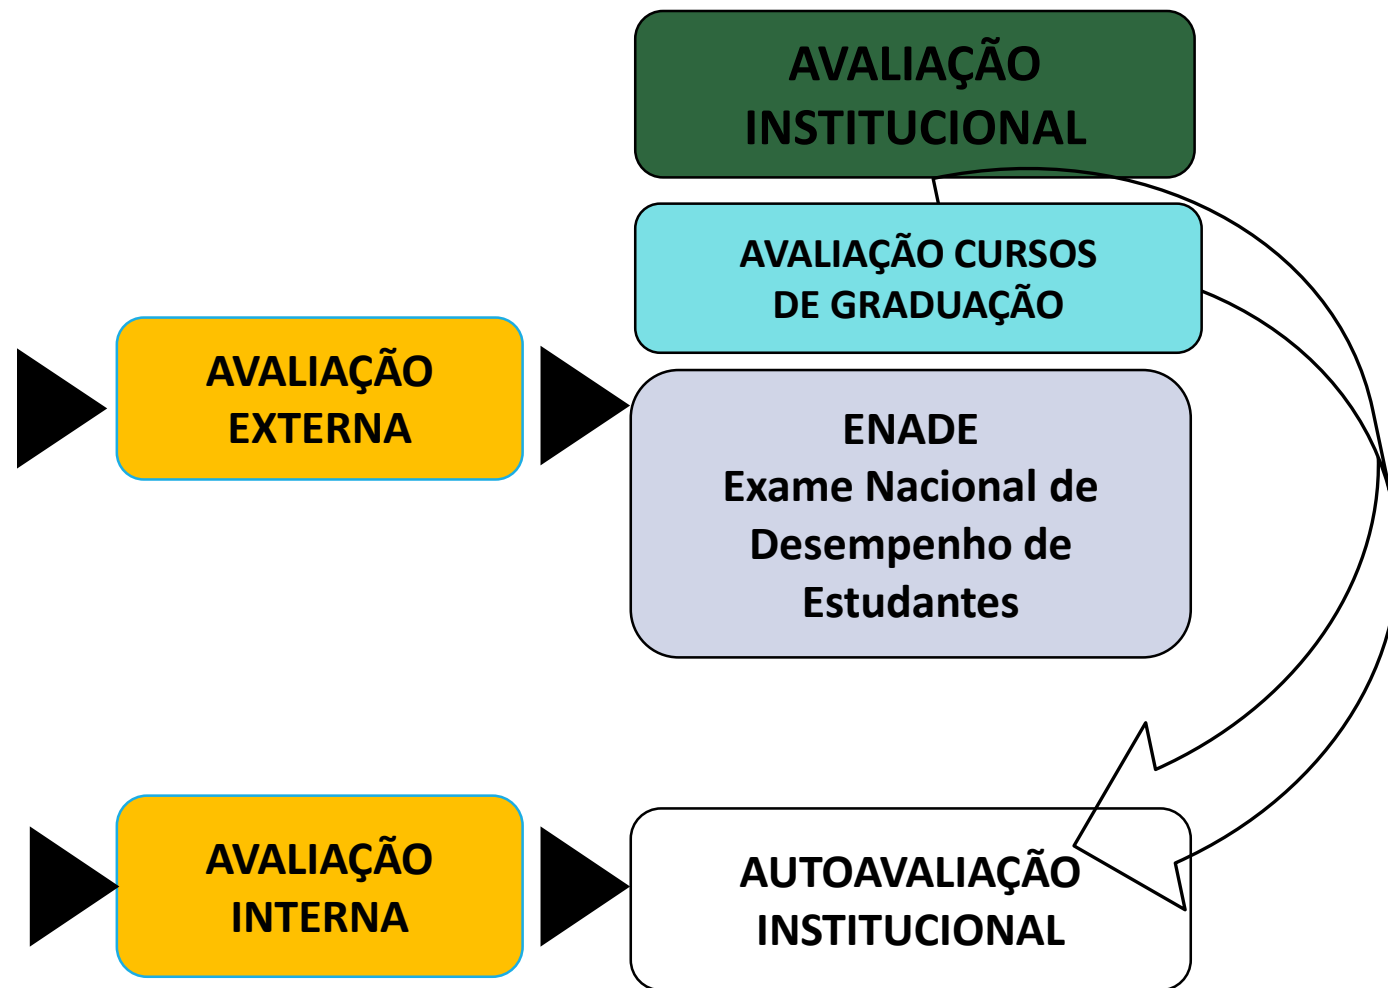 AVALIAÇÃO
INSTITUCIONAL
AVALIAÇÃO CURSOS
DE GRADUAÇÃO
AVALIAÇÃO
EXTERNA
ENADE
Exame Nacional de
Desempenho de
Estudantes
AVALIAÇÃO
INTERNA
AUTOAVALIAÇÃO
INSTITUCIONAL